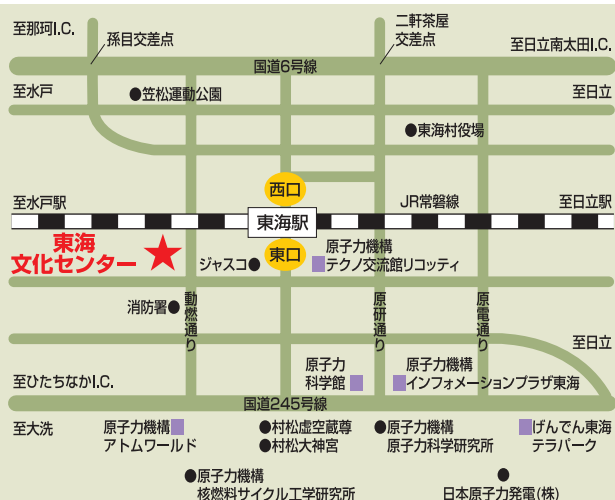 至那珂I.C.
孫目交差点
二軒茶屋
交差点
至日立南太田I.C.
国道6号線
至水戸
笠松運動公園
至日立
東海村役場
西口
至水戸駅
JR常磐線
至日立駅
東海駅
東海
文化センター
ジャスコ
東口
原子力機構
テクノ交流館リコッティ
消防署
動燃通り
原研通り
原電通り
至日立
原子力
科学館
原子力機構
インフォメーションプラザ東海
至ひたちなかI.C.
国道245号線
至大洗
原子力機構
アトムワールド
村松虚空蔵尊
村松大神宮
原子力機構
原子力科学研究所
げんでん東海
テラパーク
原子力機構
核燃料サイクル工学研究所
日本原子力発電(株)